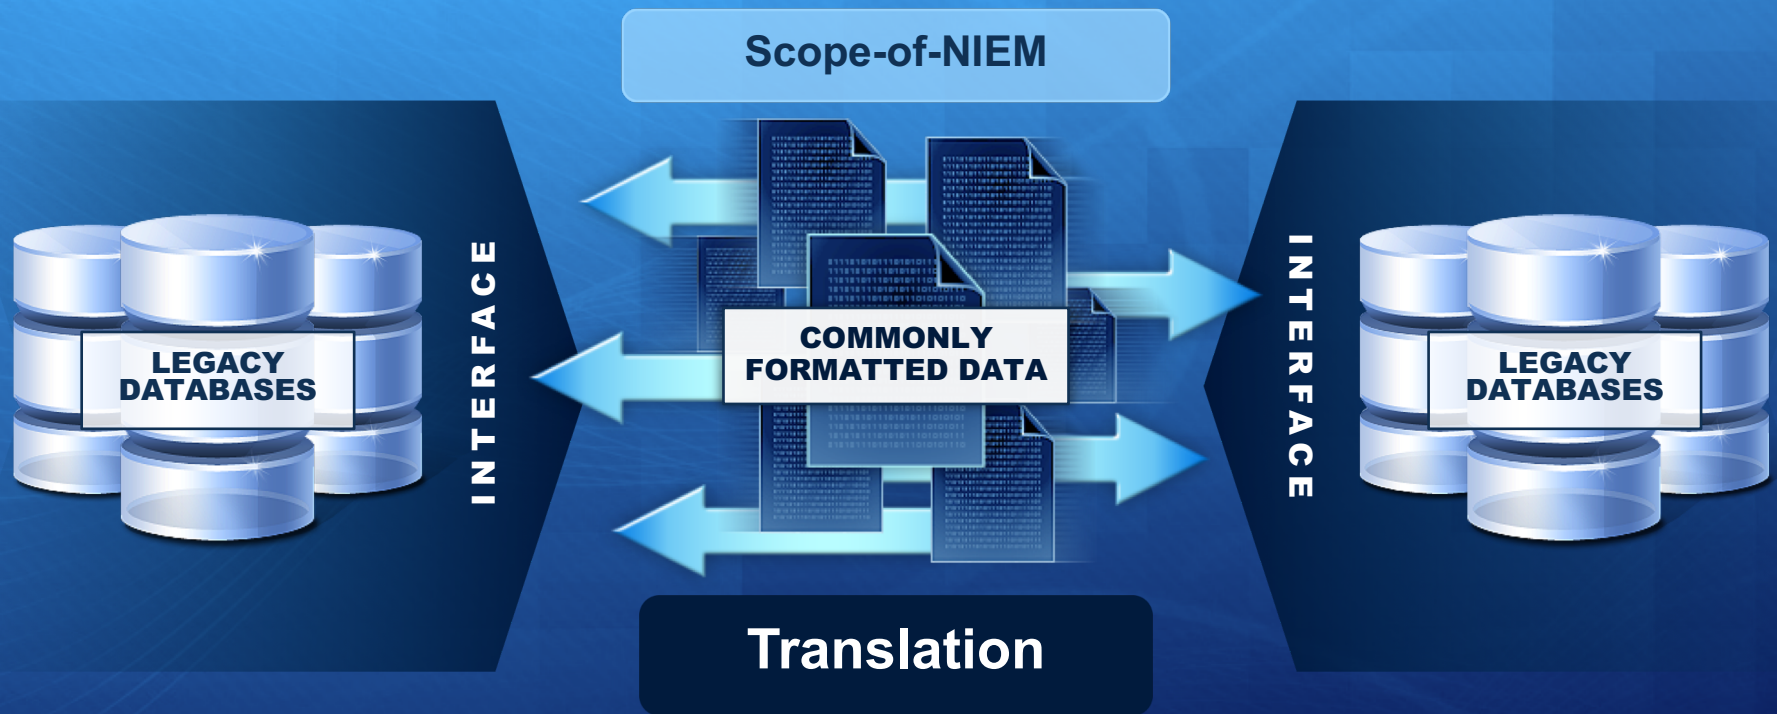 Scope-of-NIEM
LEGACY
DATABASES
INTERFACE
COMMONLY
FORMATTED DATA
INTERFACE
LEGACY
DATABASES
Translation